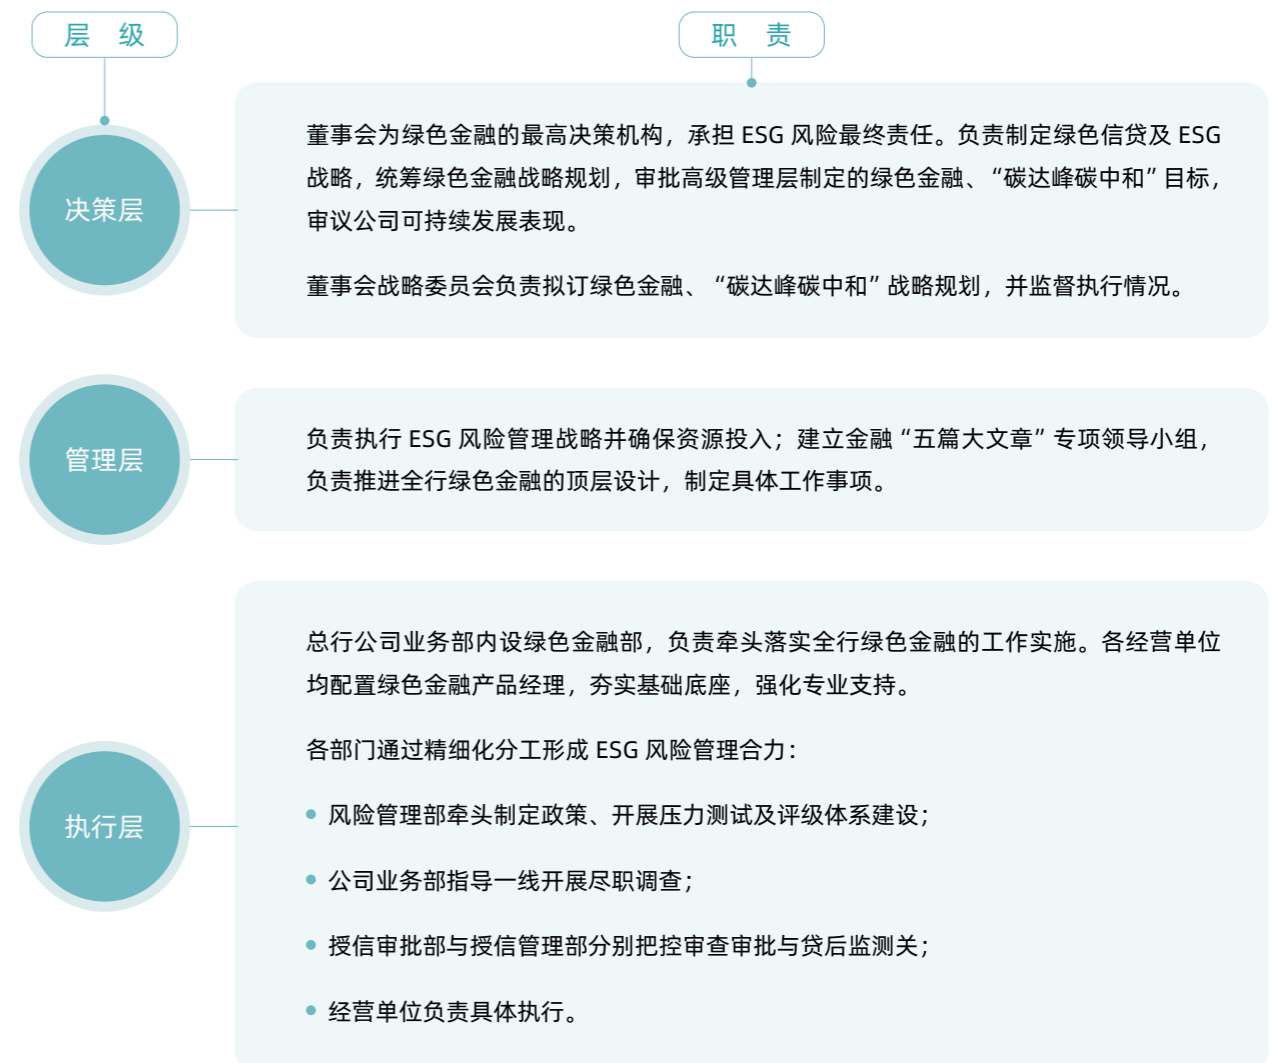 层 级
职 责
决策层
董事会为绿色金融的最高决策机构，承担 ESG 风险最终责任。负责制定绿色信贷及 ESG
战略，统筹绿色金融战略规划，审批高级管理层制定的绿色金融、“碳达峰碳中和”目标，
审议公司可持续发展表现。
董事会战略委员会负责拟订绿色金融、“碳达峰碳中和”战略规划，并监督执行情况。
管理层
负责执行 ESG 风险管理战略并确保资源投入；建立金融“五篇大文章”专项领导小组，
负责推进全行绿色金融的顶层设计，制定具体工作事项。
执行层
总行公司业务部内设绿色金融部，负责牵头落实全行绿色金融的工作实施。各经营单位
均配置绿色金融产品经理，夯实基础底座，强化专业支持。
各部门通过精细化分工形成 ESG 风险管理合力：
• 风险管理部牵头制定政策、开展压力测试及评级体系建设；
• 公司业务部指导一线开展尽职调查；
• 授信审批部与授信管理部分别把控审查审批与贷后监测关；
• 经营单位负责具体执行。